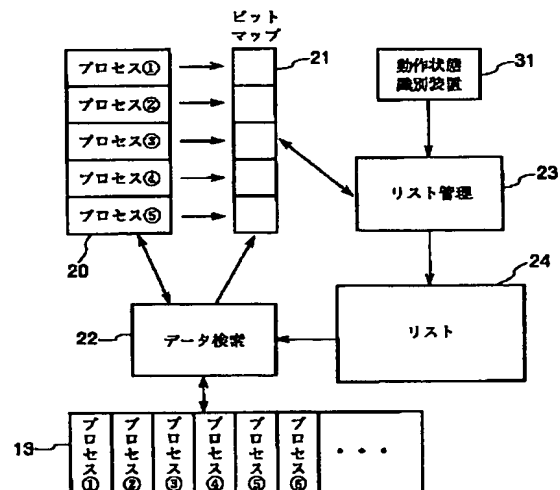 ビット
マップ
プロセス①
プロセス②
プロセス③
プロセス④
プロセス⑤
20
21
動作状態
識別装置
31
リスト管理
23
24
リスト
データ検索
22
13
プロセス①
プロセス②
プロセス③
プロセス④
プロセス⑤
プロセス⑥
・・・